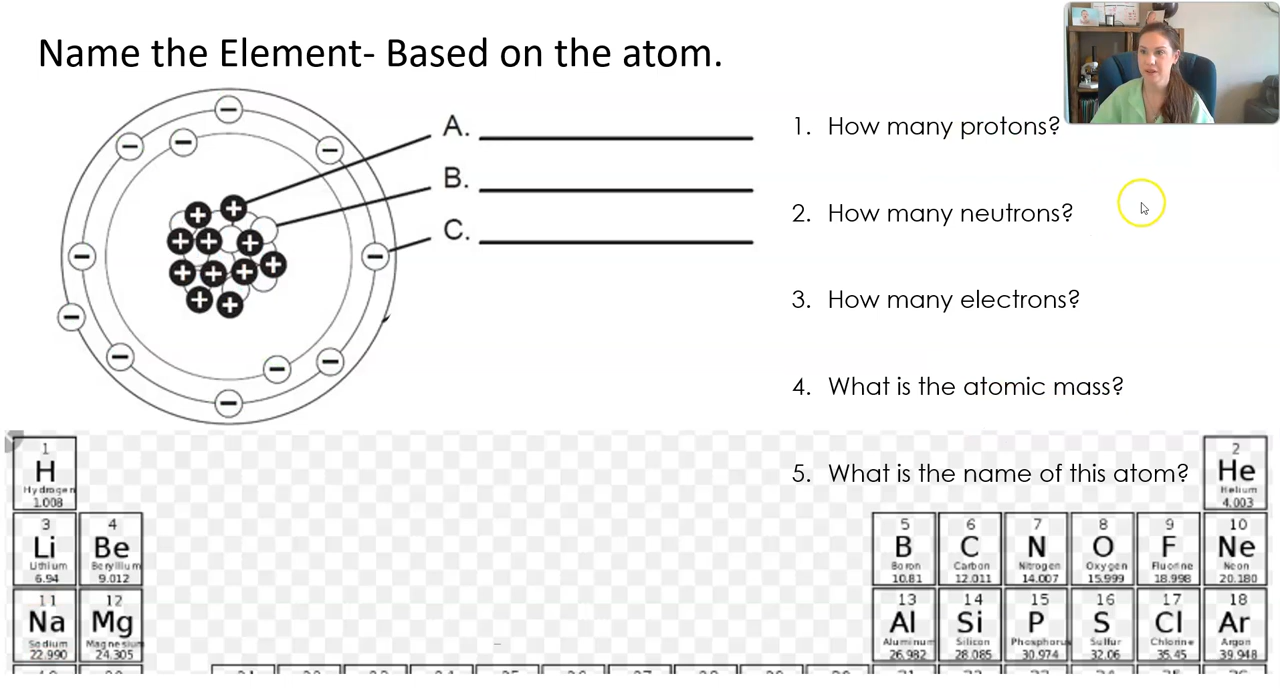 Name the Element- Based on the atom.
A.
B.
C.
1. How many protons?
2. How many neutrons?
3. How many electrons?
4. What is the atomic mass?
5. What is the name of this atom?
1
H
Hydrogen
1.008
2
He
Helium
4.003
3
Li
Lithium
6.94
4
Be
Beryllium
9.012
5
B
Boron
10.81
6
C
Carbon
12.011
7
N
Nitrogen
14.007
8
O
Oxygen
15.999
9
F
Fluorine
18.998
10
Ne
Neon
20.180
11
Na
Sodium
22.990
12
Mg
Magnesium
24.305
13
Al
Aluminum
26.982
14
Si
Silicon
28.085
15
P
Phosphorus
30.974
16
S
Sulfur
32.06
17
Cl
Chlorine
35.45
18
Ar
Argon
39.948